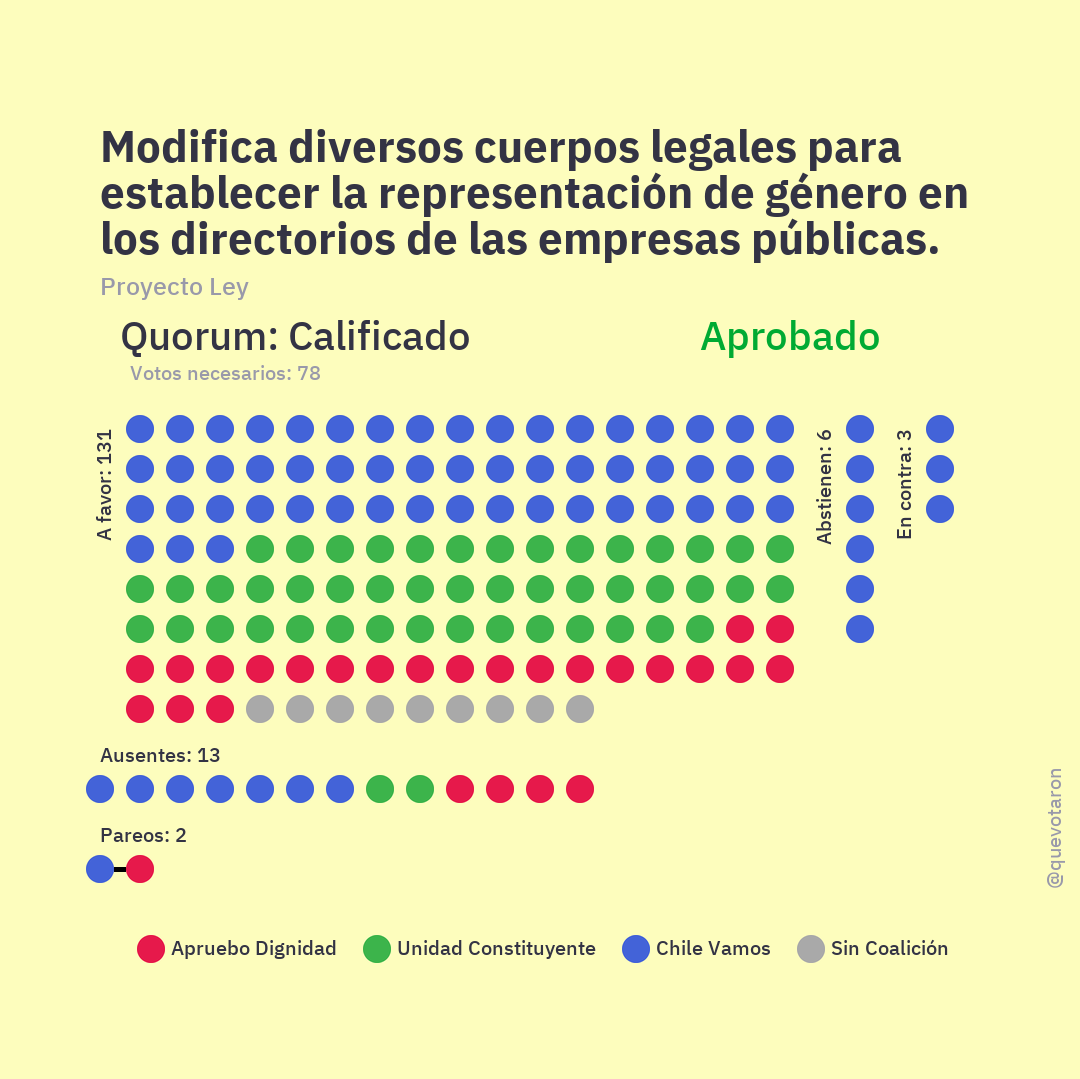 Modifica diversos cuerpos legales para
establecer la representación de género en
los directorios de las empresas públicas.
Proyecto Ley
Quorum: Calificado
Aprobado
Votos necesarios: 78
A favor: 131
Abstienen: 6
En contra: 3
Ausentes: 13
Pareos: 2
@quevotaron
Apruebo Dignidad
Unidad Constituyente
Chile Vamos
Sin Coalición